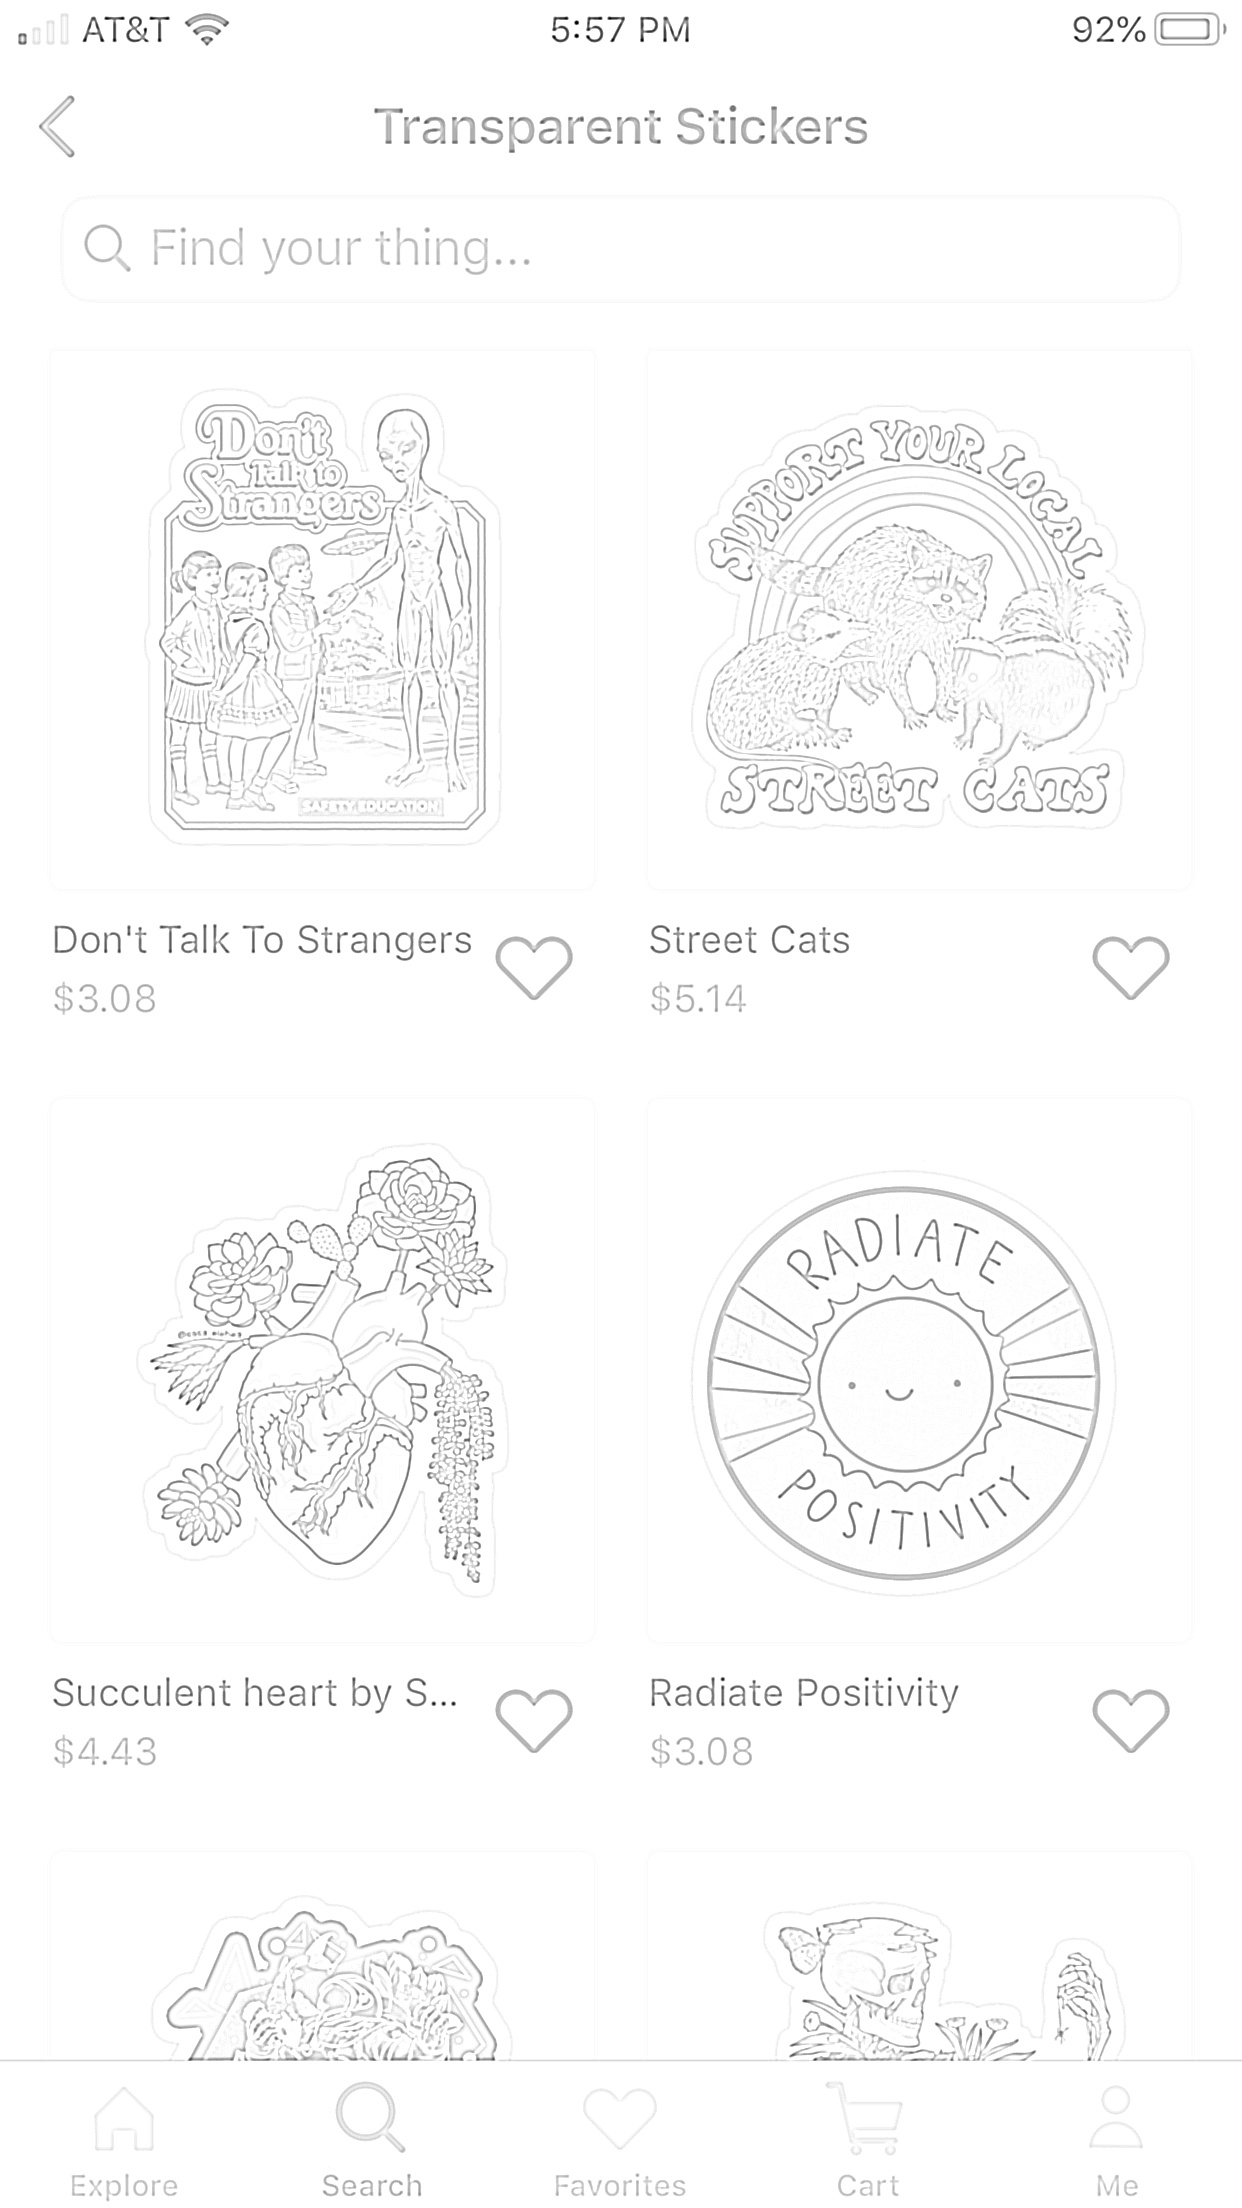 AT&T 5:57 PM 92%
Transparent Stickers
Find your thing...
Don't
Talk to
Strangers
SAFETY EDUCATION
SUPPORT YOUR LOCAL
STREET CATS
Don't Talk To Strangers
$3.08
Street Cats
$5.14
RADIATE
POSITIVITY
Succulent heart by S...
$4.43
Radiate Positivity
$3.08
Explore Search Favorites Cart Me